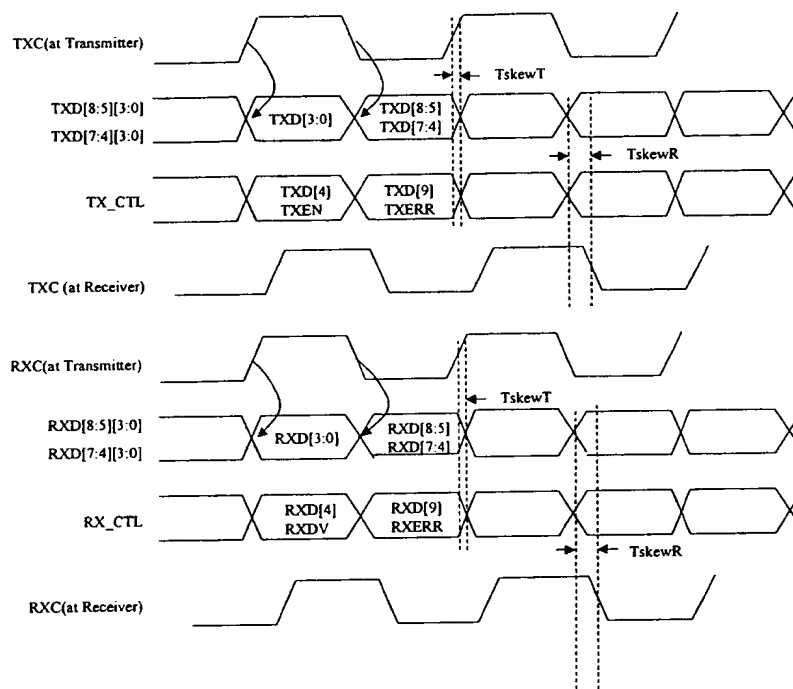 TXC(at Transmitter)
TskewT
TXD[8:5][3:0]
TXD[7:4][3:0]
TXD[3:0]
TXD[8:5]
TXD[7:4]
TskewR
TX_CTL
TXD[4]
TXEN
TXD[9]
TXERR
TXC (at Receiver)
RXC(at Transmitter)
TskewT
RXD[8:5][3:0]
RXD[7:4][3:0]
RXD[3:0]
RXD[8:5]
RXD[7:4]
RX_CTL
RXD[4]
RXDV
RXD[9]
RXERR
TskewR
RXC(at Receiver)